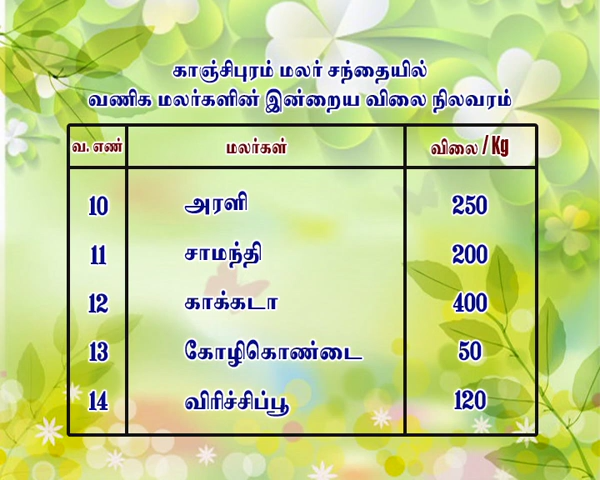 காஞ்சிபுரம் மலர் சந்தையில்
வணிக மலர்களின் இன்றைய விலை நிலவரம்
வ. எண் மலர்கள் விலை / Kg
10 அரளி 250
11 சாமந்தி 200
12 காக்கடா 400
13 கோழிகொண்டை 50
14 விரிச்சிப்பூ 120